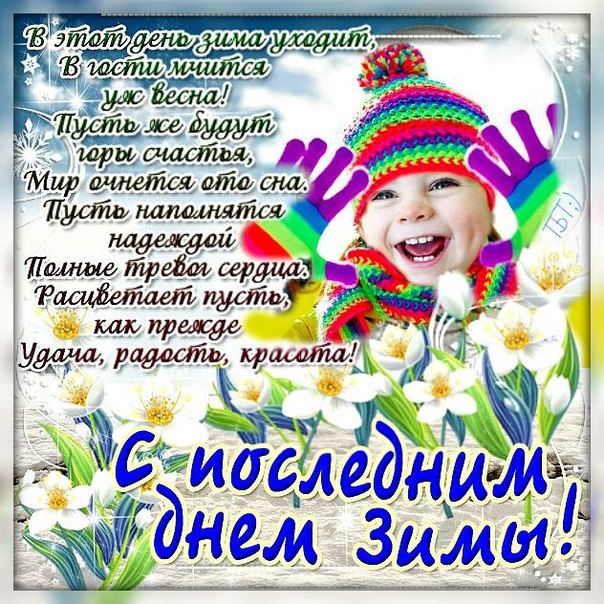 В этот день зима уходит,
В гости мчится
уж весна!
Пусть же будут
горы счастья,
Мир очнется ото сна.
Пусть наполнятся
надеждой
Полные тревог сердца.
Расцветает пусть,
как прежде
Удача, радость, красота!
С последним
днем Зимы!